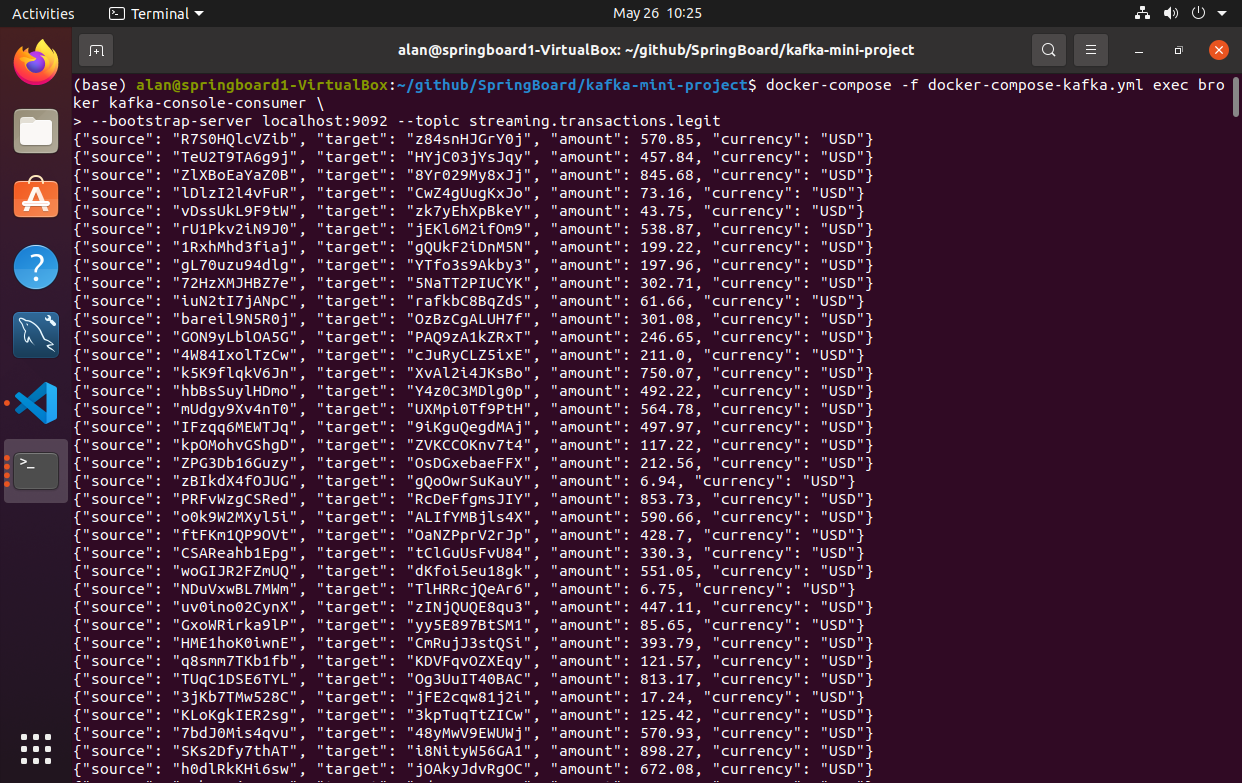 Activities
Terminal
May 26 10:25
alan@springboard1-VirtualBox: ~/github/SpringBoard/kafka-mini-project
(base) alan@springboard1-VirtualBox:~/github/SpringBoard/kafka-mini-project$ docker-compose -f docker-compose-kafka.yml exec bro
ker kafka-console-consumer \
> --bootstrap-server localhost:9092 --topic streaming.transactions.legit
{"source": "R7S0HQlcVZib", "target": "z84snHJGrY0j", "amount": 570.85, "currency": "USD"}
{"source": "TeU2T9TA6g9j", "target": "HYjC03jYsJqy", "amount": 457.84, "currency": "USD"}
{"source": "ZlXBoEaYaZ0B", "target": "8Yr029My8xJj", "amount": 845.68, "currency": "USD"}
{"source": "lDlzI2l4vFuR", "target": "CwZ4gUugKxJo", "amount": 73.16, "currency": "USD"}
{"source": "vDssUkL9F9tW", "target": "zk7yEhXpBkeY", "amount": 43.75, "currency": "USD"}
{"source": "rU1Pkv2iN9J0", "target": "jEKl6M2ifOm9", "amount": 538.87, "currency": "USD"}
{"source": "1RxhMhd3fiaj", "target": "gQUkF2iDnM5N", "amount": 199.22, "currency": "USD"}
{"source": "gL70uzu94dlg", "target": "YTfo3s9Akby3", "amount": 197.96, "currency": "USD"}
{"source": "72HzXMJHBZ7e", "target": "5NaTT2PIUCYK", "amount": 302.71, "currency": "USD"}
{"source": "iuN2tI7jANpC", "target": "rafkbC8BqZdS", "amount": 61.66, "currency": "USD"}
{"source": "bareil9N5R0j", "target": "OzBzCgALUH7f", "amount": 301.08, "currency": "USD"}
{"source": "GON9yLblOA5G", "target": "PAQ9zA1kZRxT", "amount": 246.65, "currency": "USD"}
{"source": "4W84IxolTzCw", "target": "cJuRyCLZ5ixE", "amount": 211.0, "currency": "USD"}
{"source": "k5K9flqkV6Jn", "target": "XvAl2i4JKsBo", "amount": 750.07, "currency": "USD"}
{"source": "hbBsSuylHDmo", "target": "Y4z0C3MDlg0p", "amount": 492.22, "currency": "USD"}
{"source": "mUdgy9Xv4nT0", "target": "UXMpi0Tf9PtH", "amount": 564.78, "currency": "USD"}
{"source": "IFzqq6MEWTJq", "target": "9iKguQegdMAj", "amount": 497.97, "currency": "USD"}
{"source": "kpOMohvGShgD", "target": "ZVKCCOKnv7t4", "amount": 117.22, "currency": "USD"}
{"source": "ZPG3Db16Guzy", "target": "OsDGxebaeFFX", "amount": 212.56, "currency": "USD"}
{"source": "zBIkdX4fOJUG", "target": "gQoOwrSuKauY", "amount": 6.94, "currency": "USD"}
{"source": "PRFvWzgCSRed", "target": "RcDeFfgmsJIY", "amount": 853.73, "currency": "USD"}
{"source": "o0k9W2MXyl5i", "target": "ALIfYMBjls4X", "amount": 590.66, "currency": "USD"}
{"source": "ftFKm1QP9OVt", "target": "OaNZPprV2rJp", "amount": 428.7, "currency": "USD"}
{"source": "CSAReahb1Epg", "target": "tClGuUsFvU84", "amount": 330.3, "currency": "USD"}
{"source": "woGIJR2FZmUQ", "target": "dKfoi5eu18gk", "amount": 551.05, "currency": "USD"}
{"source": "NDuVxwBL7MWm", "target": "TlHRRcjQeAr6", "amount": 6.75, "currency": "USD"}
{"source": "uv0ino02CynX", "target": "zINjQUQE8qu3", "amount": 447.11, "currency": "USD"}
{"source": "GxoWRirka9lP", "target": "yy5E897BtSM1", "amount": 85.65, "currency": "USD"}
{"source": "HME1hoK0iwnE", "target": "CmRujJ3stQSi", "amount": 393.79, "currency": "USD"}
{"source": "q8smm7TKb1fb", "target": "KDVFqvOZXEqy", "amount": 121.57, "currency": "USD"}
{"source": "TUqC1DSE6TYL", "target": "Og3UuIT40BAC", "amount": 813.17, "currency": "USD"}
{"source": "3jKb7TMw528C", "target": "jFE2cqw81j2i", "amount": 17.24, "currency": "USD"}
{"source": "KLoKgkIER2sg", "target": "3kpTuqTtZICw", "amount": 125.42, "currency": "USD"}
{"source": "7bdJ0Mis4qvu", "target": "48yMwV9EWUWj", "amount": 570.93, "currency": "USD"}
{"source": "SKs2Dfy7thAT", "target": "i8NityW56GA1", "amount": 898.27, "currency": "USD"}
{"source": "h0dlRkKHi6sw", "target": "jOAkyJdvRgOC", "amount": 672.08, "currency": "USD"}